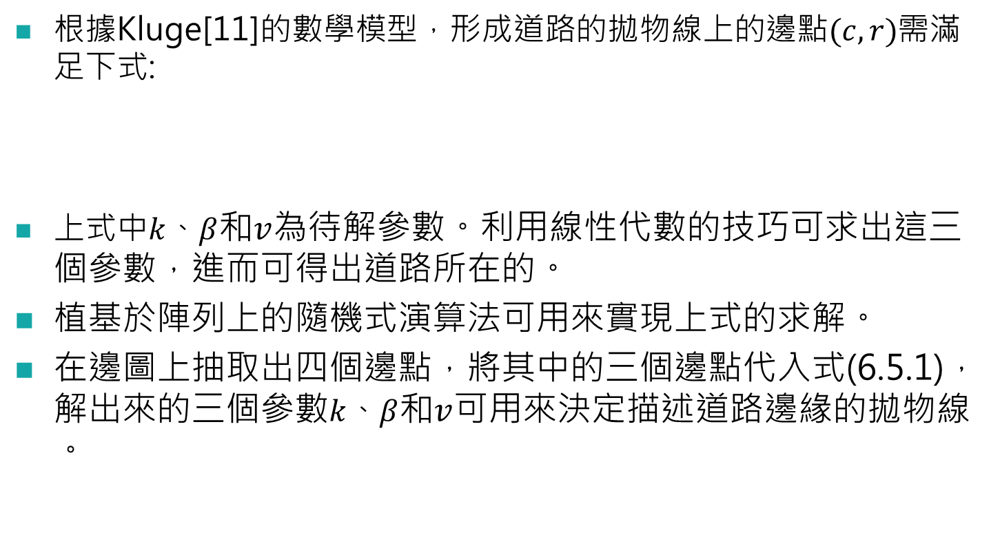 根據Kluge[11]的數學模型，形成道路的拋物線上的邊點(c, r)需滿
足下式:
上式中k、β和v為待解參數。利用線性代數的技巧可求出這三
個參數，進而可得出道路所在的。
植基於陣列上的隨機式演算法可用來實現上式的求解。
在邊圖上抽取出四個邊點，將其中的三個邊點代入式(6.5.1)，
解出來的三個參數k、β和v可用來決定描述道路邊緣的拋物線
。